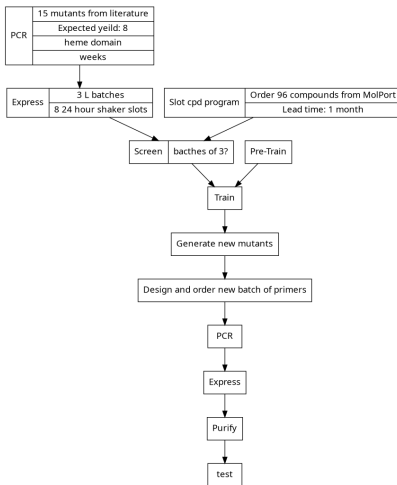 PCR
15 mutants from literature
Expected yeild: 8
heme domain
weeks
Express
3 L batches
8 24 hour shaker slots
Slot cpd program
Order 96 compounds from MolPort
Lead time: 1 month
Screen
bacthes of 3?
Pre-Train
Train
Generate new mutants
Design and order new batch of primers
PCR
Express
Purify
test